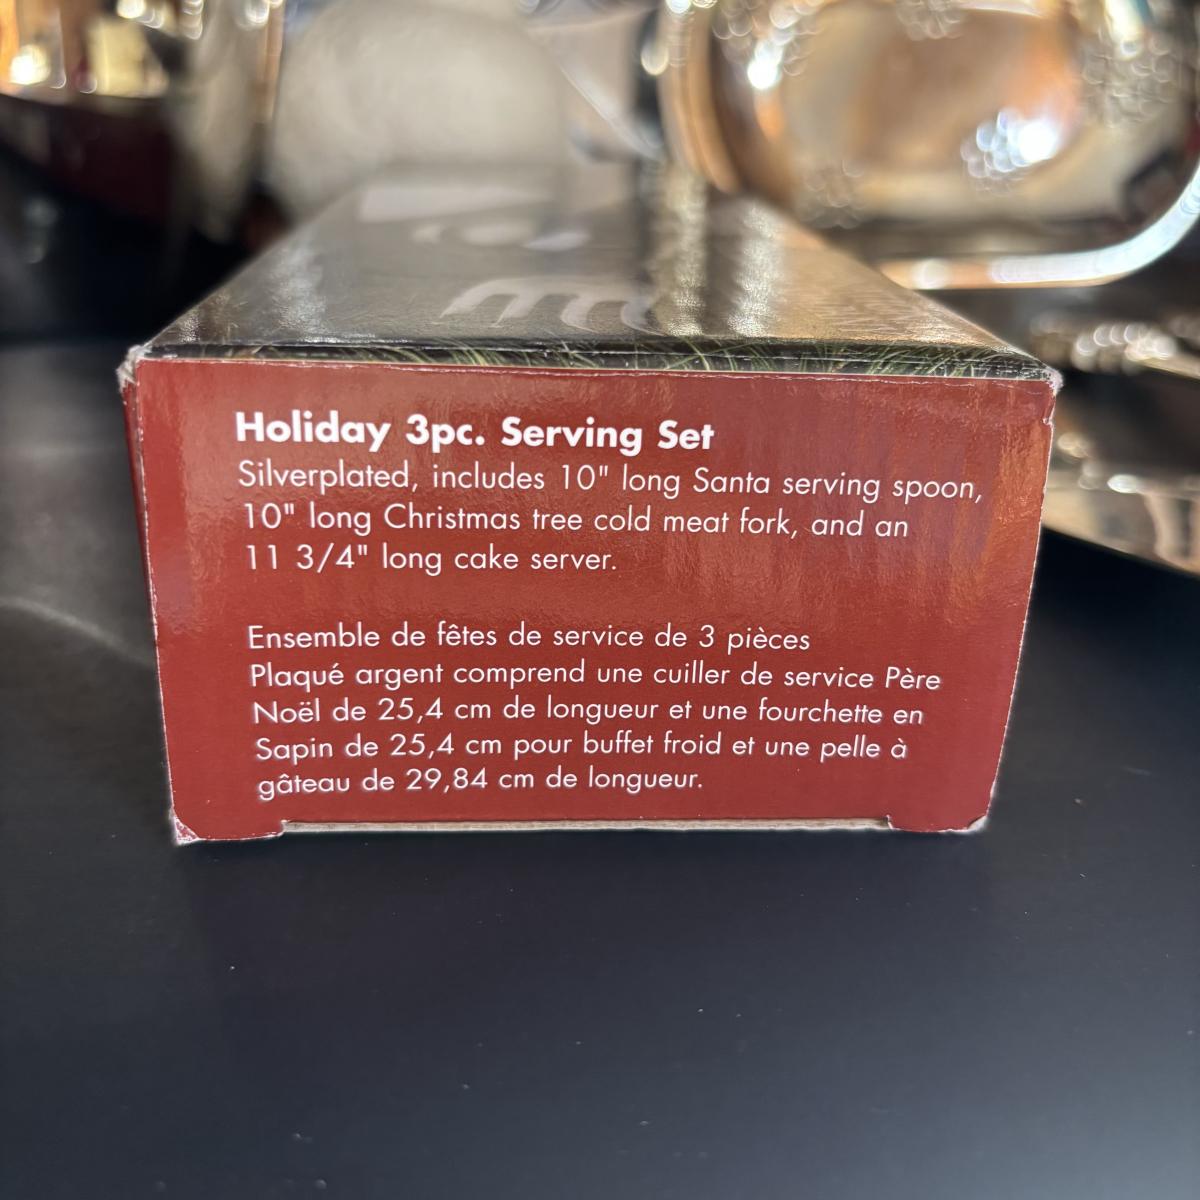 Holiday 3pc. Serving Set
Silverplated, includes 10" long Santa serving spoon,
10" long Christmas tree cold meat fork, and an
11 3/4" long cake server.
Ensemble de fêtes de service de 3 pièces
Plaqué argent comprend une cuiller de service Père
Noël de 25,4 cm de longueur et une fourchette en
Sapin de 25,4 cm pour buffet froid et une pelle à
gâteau de 29,84 cm de longueur.